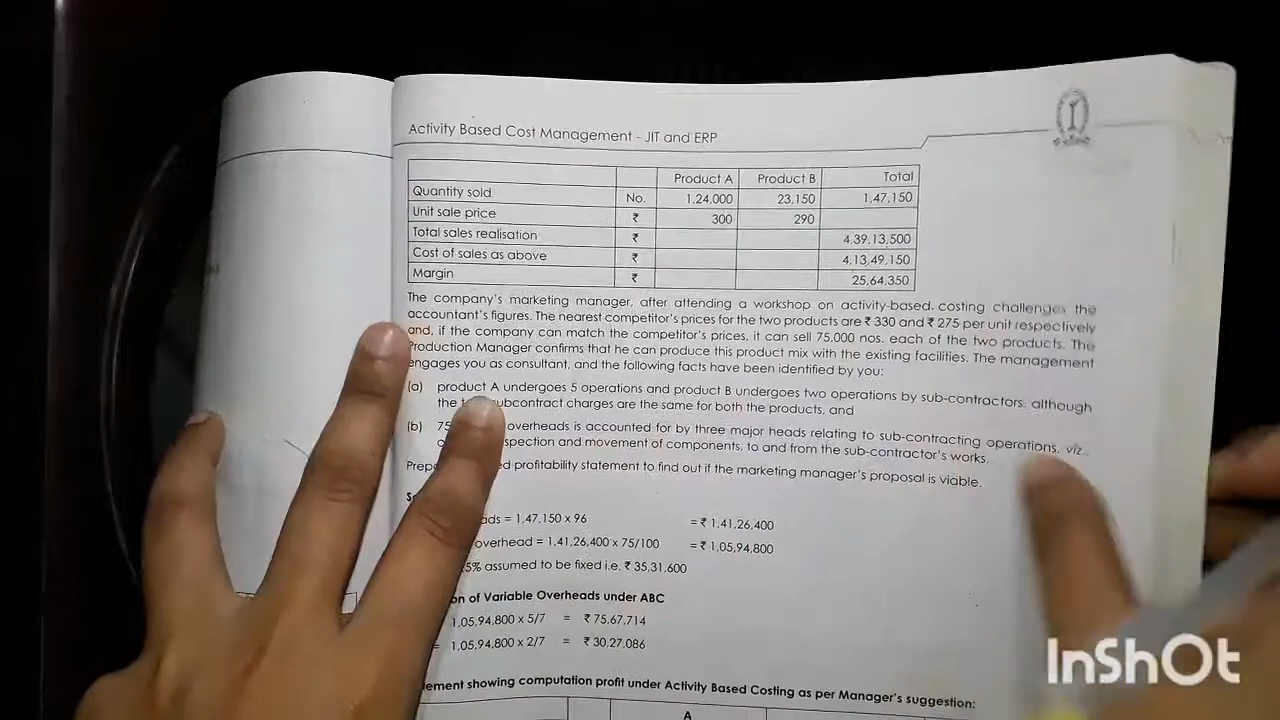 Activity Based Cost Management - JIT and ERP
Product A Product B Total
Quantity sold No. 1,24,000 23,150 1,47,150
Unit sale price ₹ 300 290
Total sales realisation ₹ 4,39,13,500
Cost of sales as above ₹ 4,13,49,150
Margin ₹ 25,64,350
The company's marketing manager, after attending a workshop on activity-based. costing challenges the
accountant's figures. The nearest competitor's prices for the two products are ₹ 330 and ₹ 275 per unit respectively
and, if the company can match the competitor's prices, it can sell 75,000 nos. each of the two products. The
Production Manager confirms that he can produce this product mix with the existing facilities. The management
engages you as consultant, and the following facts have been identified by you:
(a) product A undergoes 5 operations and product B undergoes two operations by sub-contractors, although
the subcontract charges are the same for both the products, and
(b) 75 overheads is accounted for by three major heads relating to sub-contracting operations, viz.,
and movement of components, to and from the sub-contractor's works.
profitability statement to find out if the marketing manager's proposal is viable.
= 1,47,150 x 96 = ₹ 1,41,26,400
overhead = 1,41,26,400 x 75/100 = ₹ 1,05,94,800
5% assumed to be fixed i.e. ₹ 35,31,600
of Variable Overheads under ABC
1,05,94,800 x 5/7 = ₹ 75,67,714
= 1,05,94,800 x 2/7 = ₹ 30,27,086
showing computation profit under Activity Based Costing as per Manager's suggestion:
A
InShOt